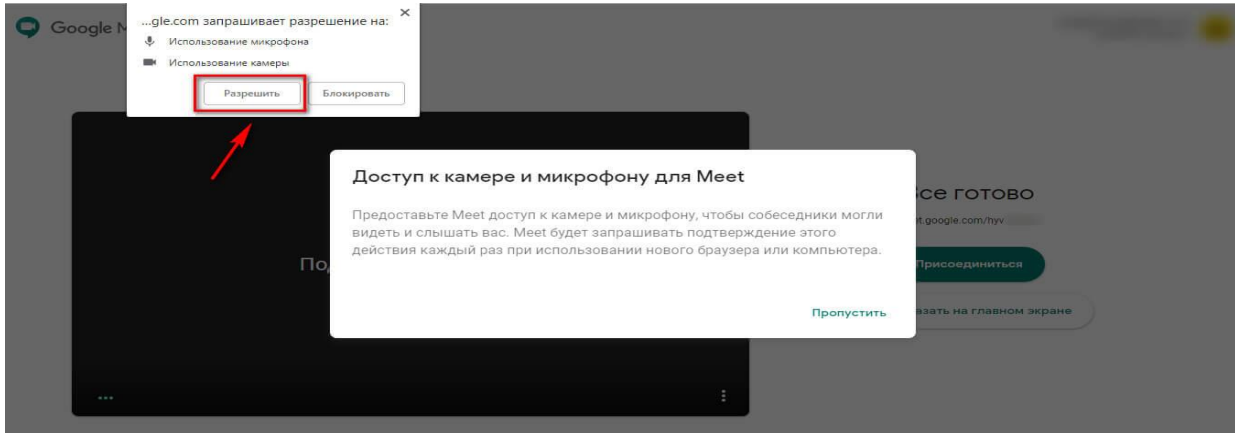 Google M
...gle.com запрашивает разрешение на:
Использование микрофона
Использование камеры
Разрешить
Блокировать
Доступ к камере и микрофону для Meet
Предоставьте Meet доступ к камере и микрофону, чтобы собеседники могли
видеть и слышать вас. Meet будет запрашивать подтверждение этого
действия каждый раз при использовании нового браузера или компьютера.
Пропустить
По
се готово
t.google.com/hyv
Присоединиться
азать на главном экране